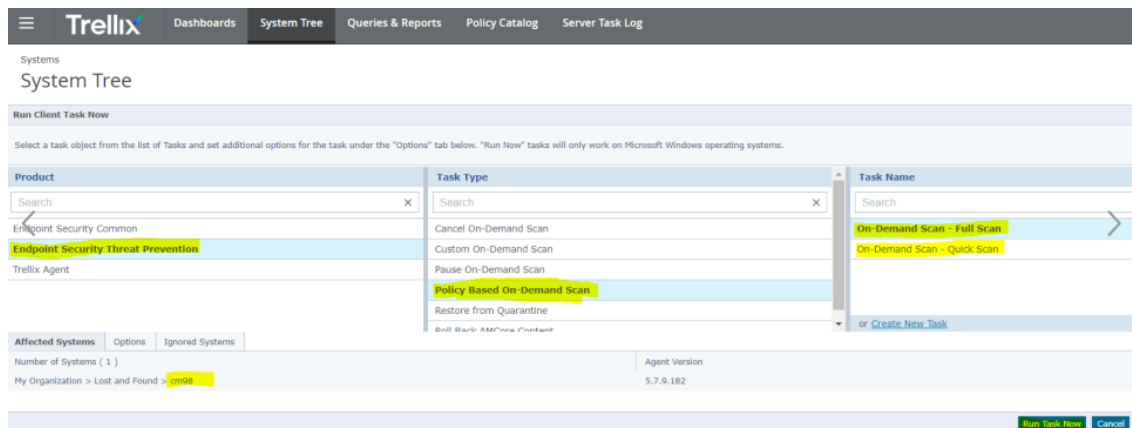 Trellix Dashboards System Tree Queries & Reports Policy Catalog Server Task Log
Systems
System Tree
Run Client Task Now
Select a task object from the list of Tasks and set additional options for the task under the "Options" tab below. "Run Now" tasks will only work on Microsoft Windows operating systems.
Product Task Type Task Name
Search Search Search
Endpoint Security Common Cancel On-Demand Scan On-Demand Scan - Full Scan
Endpoint Security Threat Prevention Custom On-Demand Scan On-Demand Scan - Quick Scan
Trellix Agent Pause On-Demand Scan
Policy Based On-Demand Scan
Restore from Quarantine
Roll Back AMCore Content or Create New Task
Affected Systems Options Ignored Systems
Number of Systems ( 1 ) Agent Version
My Organization > Lost and Found > cm98 5.7.9.182
Run Task Now Cancel